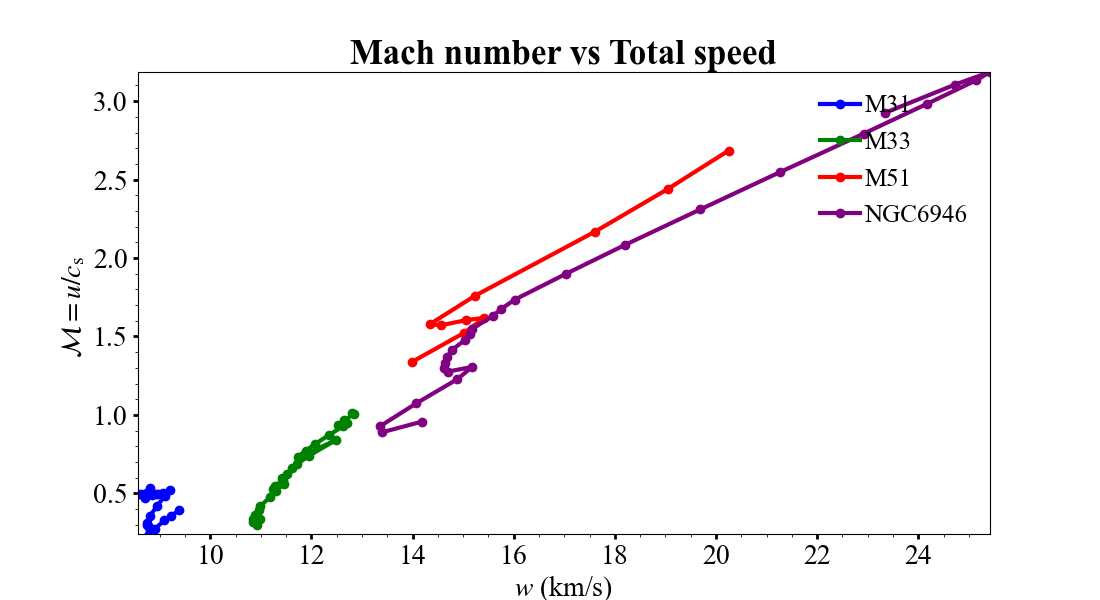 Mach number vs Total speed
ℳ = u/cₛ
3.0
2.5
2.0
1.5
1.0
0.5
M31
M33
M51
NGC6946
10 12 14 16 18 20 22 24
w (km/s)